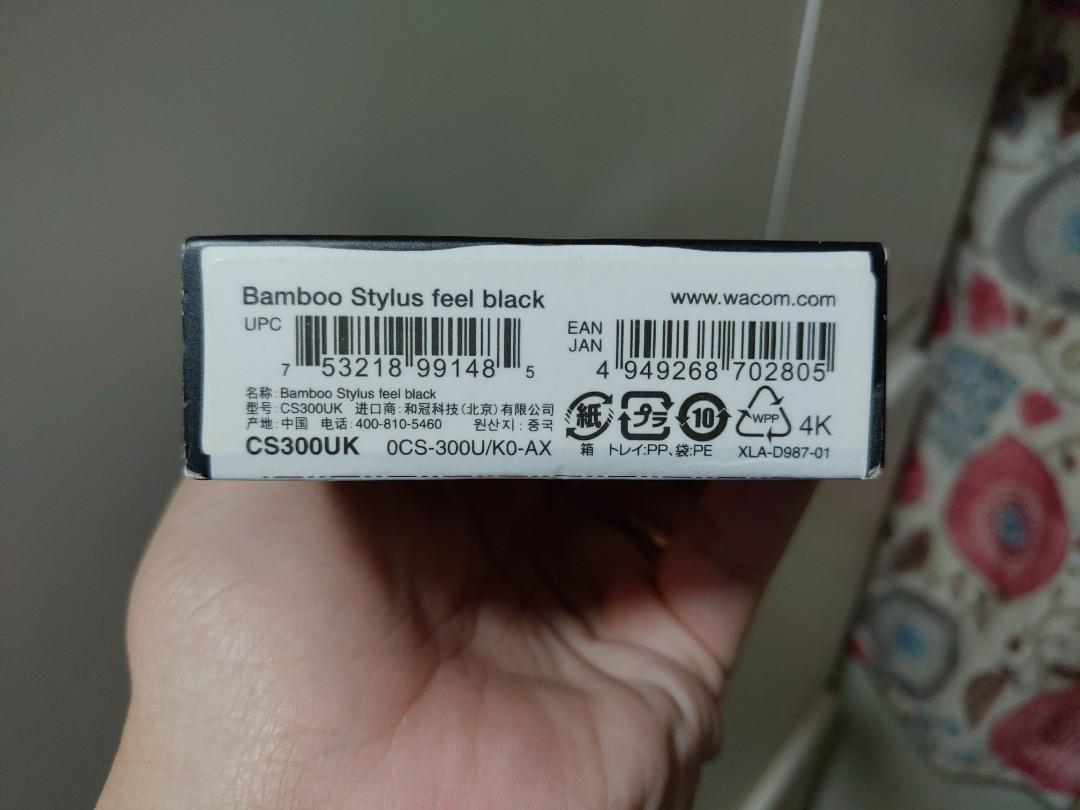 Bamboo Stylus feel black
www.wacom.com
UPC
7 53218 99148 5
EAN
JAN
4 949268 702805
名称:Bamboo Stylus feel black
型号:CS300UK 进口商:和冠科技(北京)有限公司
产地:中国 电话:400-810-5460 원산지:중국
CS300UK 0CS-300U/K0-AX
紙
箱
プラ
トレイ:PP、袋:PE
10
WPP
4K
XLA-D987-01